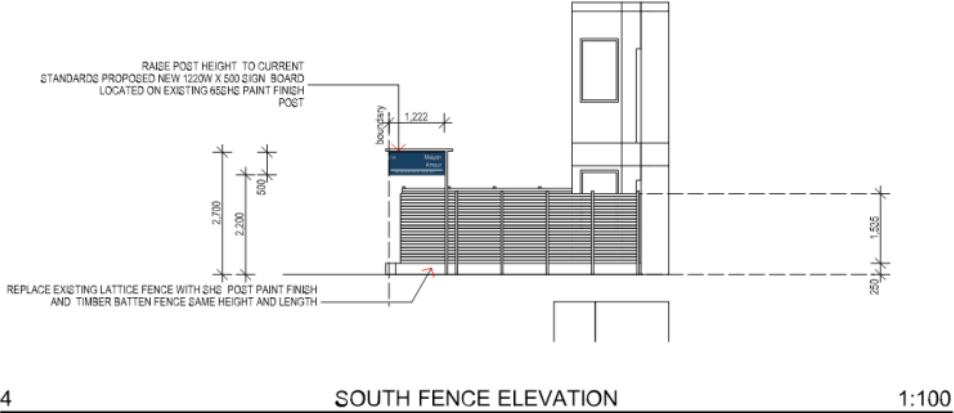 RAISE POST HEIGHT TO CURRENT
STANDARDS PROPOSED NEW 1220W X 500 SIGN BOARD
LOCATED ON EXISTING 65SHS PAINT FINISH
POST
boundary
1,222
2,700
2,200
500
1,535
250
REPLACE EXISTING LATTICE FENCE WITH SHS POST PAINT FINISH
AND TIMBER BATTEN FENCE SAME HEIGHT AND LENGTH
4
SOUTH FENCE ELEVATION
1:100